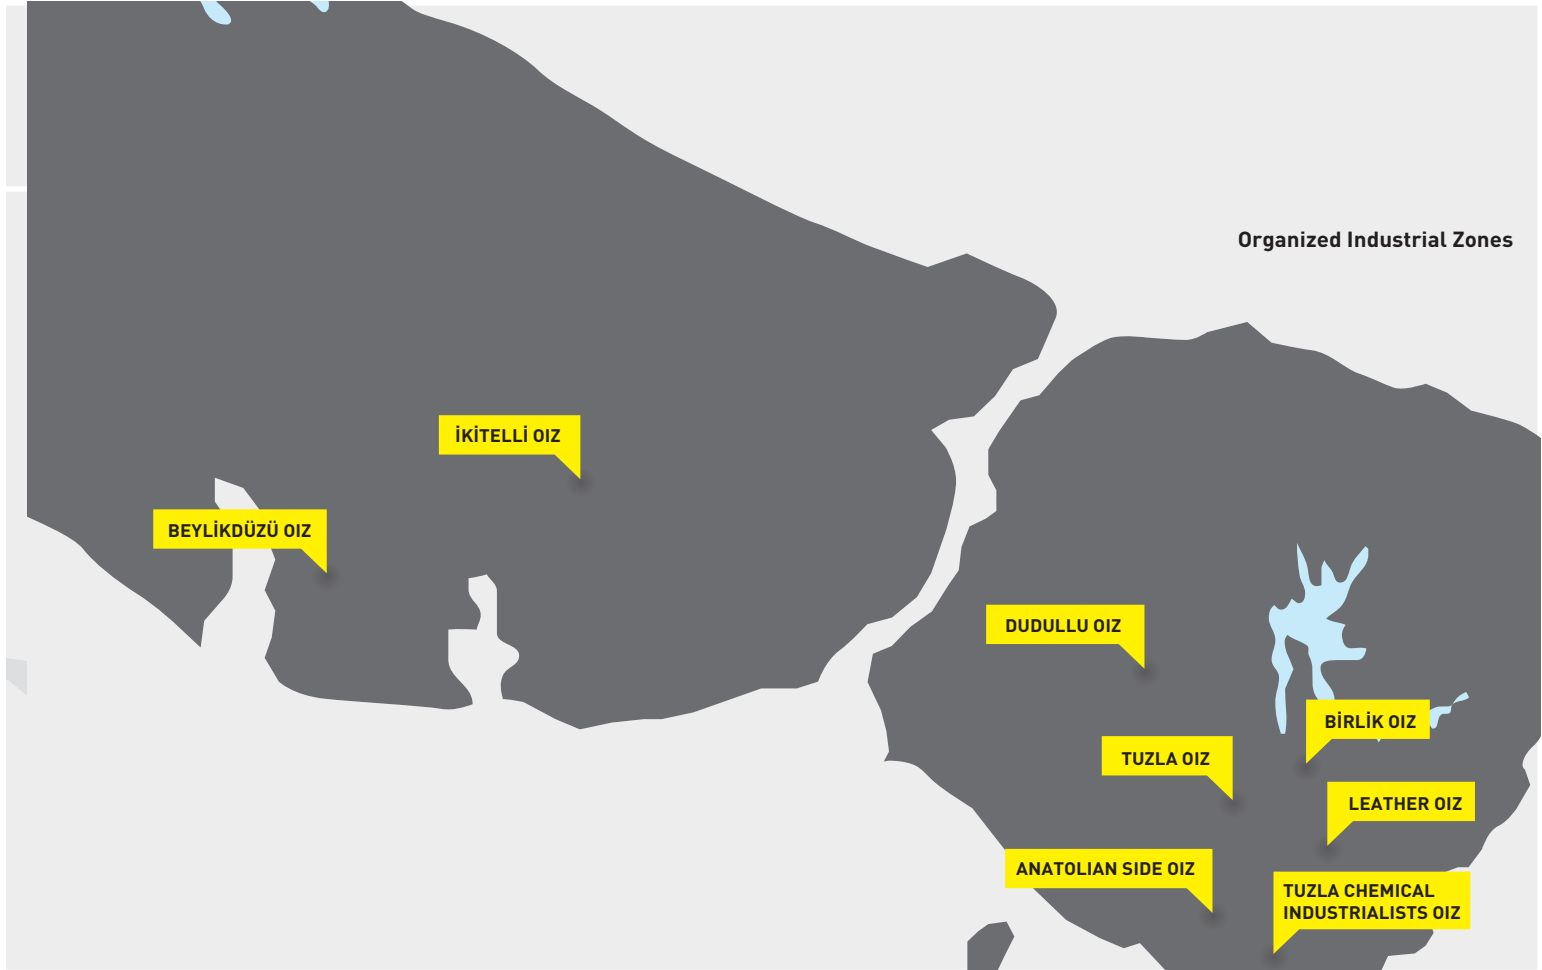 Organized Industrial Zones
İKİTELLİ OIZ
BEYLİKDÜZÜ OIZ
DUDULLU OIZ
BİRLİK OIZ
TUZLA OIZ
LEATHER OIZ
ANATOLIAN SIDE OIZ
TUZLA CHEMICAL
INDUSTRIALISTS OIZ